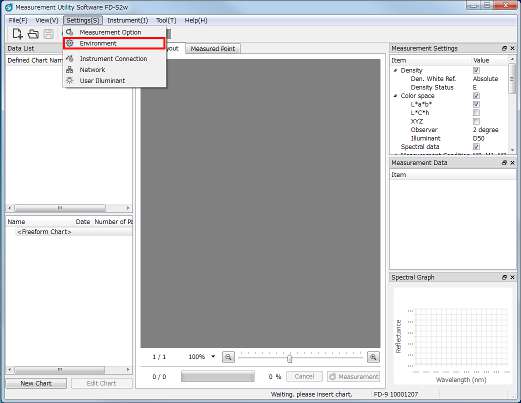 Measurement Utility Software FD-S2w
File(F) View(V) Settings(S) Instrument(I) Tool(T) Help(H)
Measurement Option
Environment
Instrument Connection
Network
User Illuminant
Data List
Defined Chart Nam
yout Measured Point
Name Date Number of Pa
<Freeform Chart>
New Chart Edit Chart
1 / 1 100%
0 / 0 0 % Cancel Measurement
Measurement Settings
Item Value
Density
Den. White Ref. Absolute
Density Status E
Color space
L*a*b*
L*C*h
XYZ
Observer 2 degree
Illuminant D50
Spectral data
Measurement Data
Item
Spectral Graph
Reflectance
Wavelength (nm)
Waiting, please insert chart. FD-9 10001207